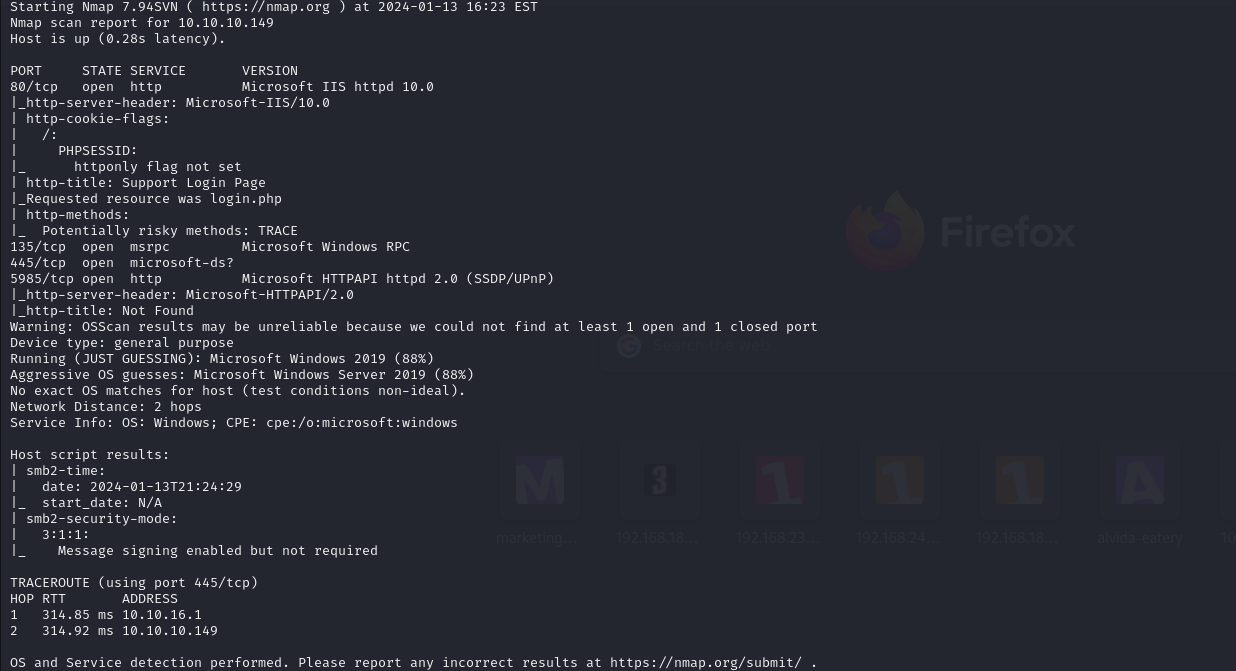 Starting Nmap 7.94SVN ( https://nmap.org ) at 2024-01-13 16:23 EST
Nmap scan report for 10.10.10.149
Host is up (0.28s latency).

PORT     STATE SERVICE       VERSION
80/tcp   open  http          Microsoft IIS httpd 10.0
|_http-server-header: Microsoft-IIS/10.0
| http-cookie-flags:
|   /:
|     PHPSESSID:
|_      httponly flag not set
| http-title: Support Login Page
|_Requested resource was login.php
| http-methods:
|_  Potentially risky methods: TRACE
135/tcp  open  msrpc         Microsoft Windows RPC
445/tcp  open  microsoft-ds?
5985/tcp open  http          Microsoft HTTPAPI httpd 2.0 (SSDP/UPnP)
|_http-server-header: Microsoft-HTTPAPI/2.0
|_http-title: Not Found
Warning: OSScan results may be unreliable because we could not find at least 1 open and 1 closed port
Device type: general purpose
Running (JUST GUESSING): Microsoft Windows 2019 (88%)
Aggressive OS guesses: Microsoft Windows Server 2019 (88%)
No exact OS matches for host (test conditions non-ideal).
Network Distance: 2 hops
Service Info: OS: Windows; CPE: cpe:/o:microsoft:windows

Host script results:
| smb2-time:
|   date: 2024-01-13T21:24:29
|_  start_date: N/A
| smb2-security-mode:
|   3:1:1:
|_    Message signing enabled but not required

TRACEROUTE (using port 445/tcp)
HOP RTT       ADDRESS
1   314.85 ms 10.10.16.1
2   314.92 ms 10.10.10.149

OS and Service detection performed. Please report any incorrect results at https://nmap.org/submit/ .
Firefox
Search the web
M 3 1 1 1 A
marketing... 192.168.18... 192.168.23... 192.168.24... 192.168.18... alvida-eatery